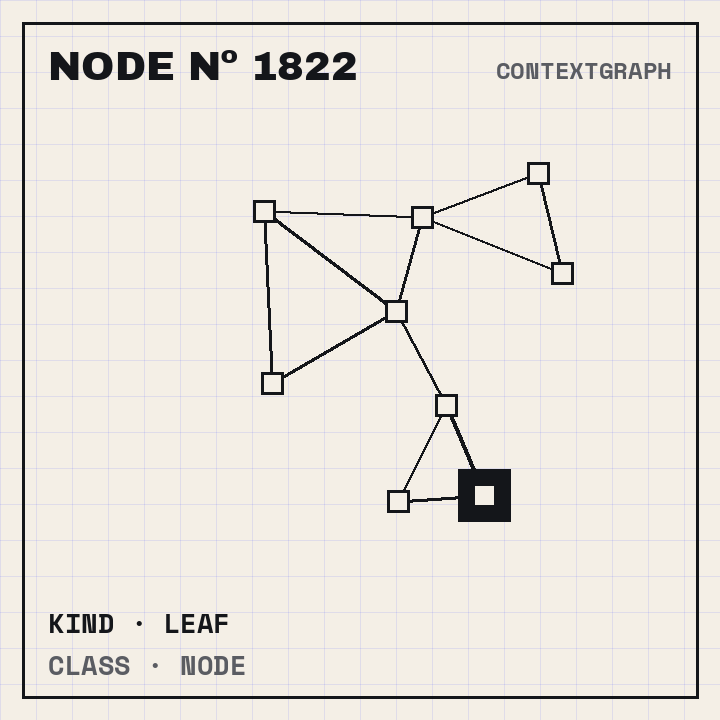 NODE Nº 1822
CONTEXTGRAPH
KIND · LEAF
CLASS · NODE